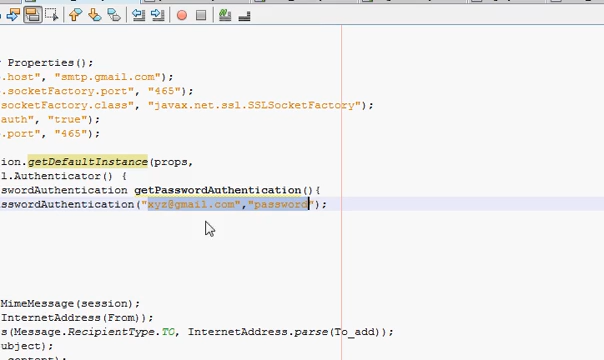 r Properties();
.host", "smtp.gmail.com");
.socketFactory.port", "465");
socketFactory.class", "javax.net.ssl.SSLSocketFactory");
auth", "true");
.port", "465");
ion.getDefaultInstance(props,
l.Authenticator() {
swordAuthentication getPasswordAuthentication(){
sswordAuthentication("xyz@gmail.com","password");
MimeMessage(session);
InternetAddress(From));
s(Message.RecipientType.TO, InternetAddress.parse(To_add));
ubject);
content);